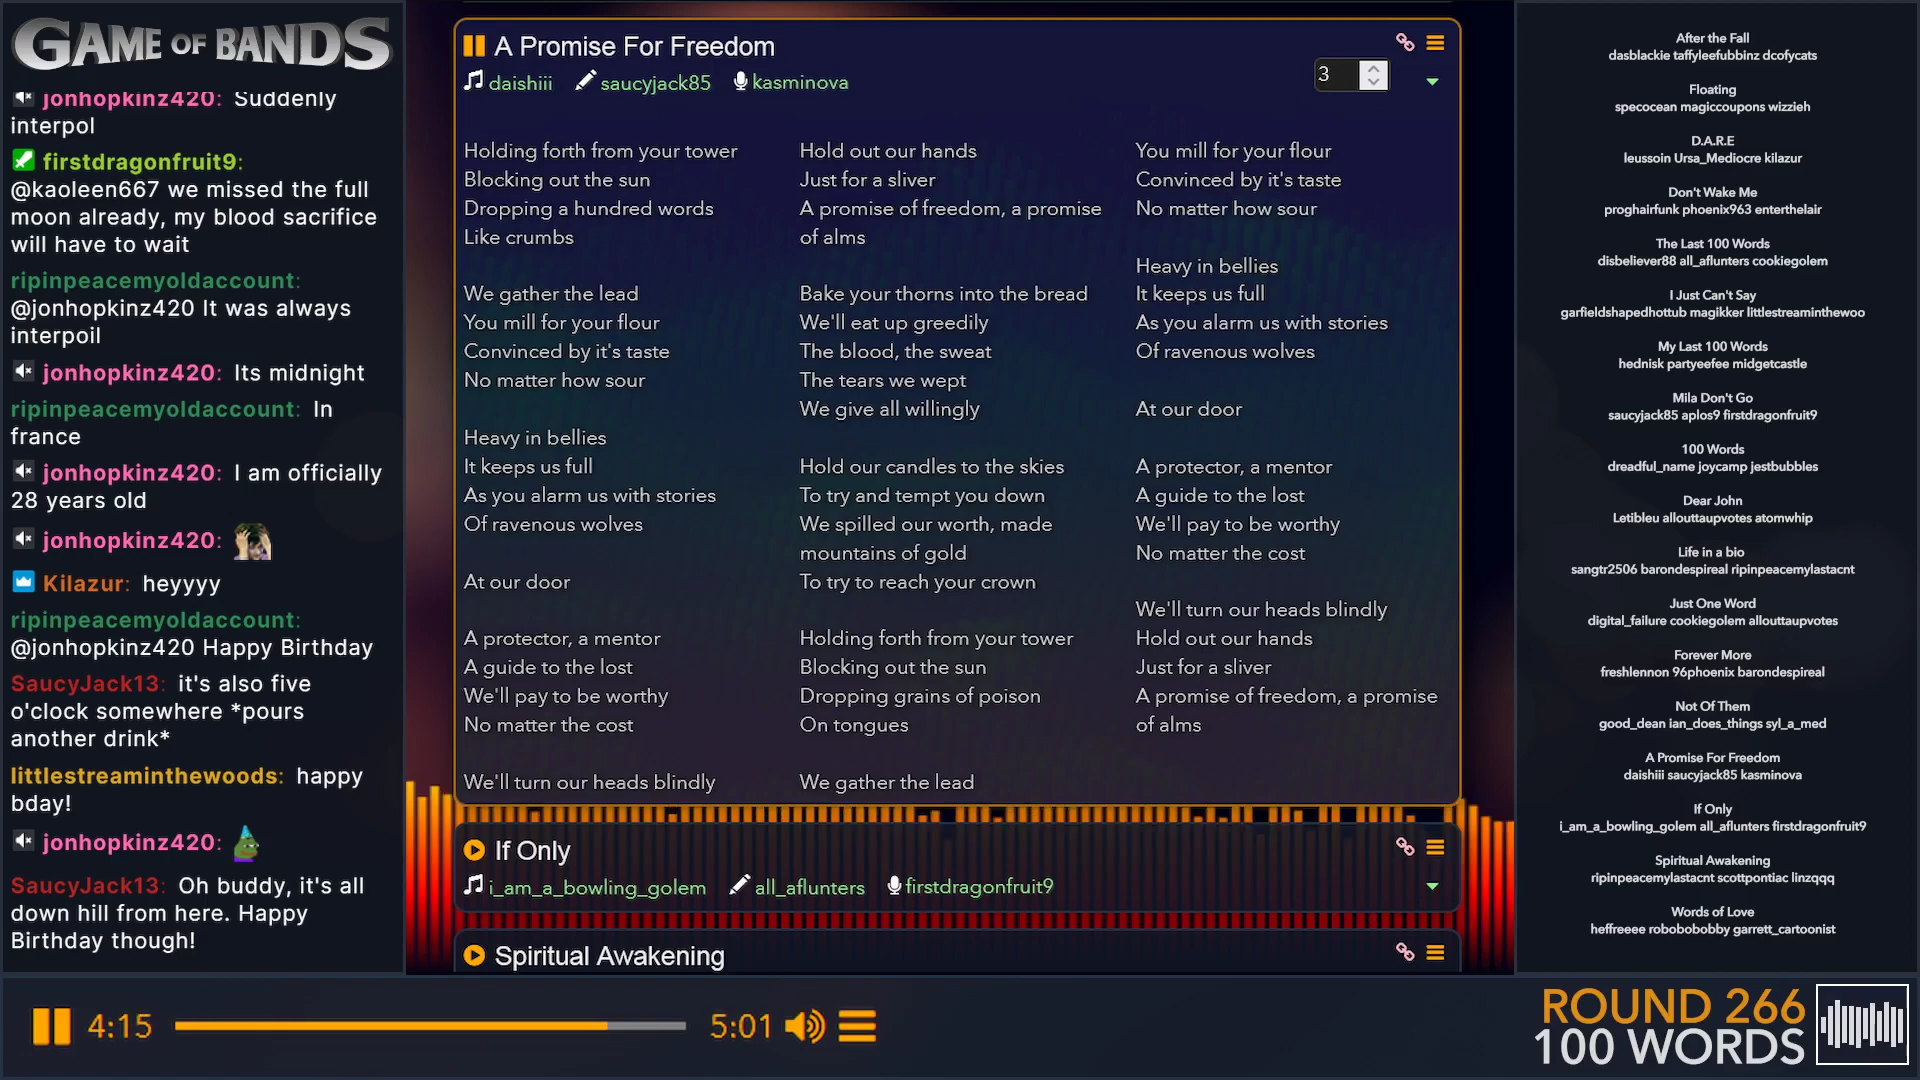 GAME OF BANDS
jonhopkinz420: Suddenly
interpol
firstdragonfruit9:
@kaoleen667 we missed the full
moon already, my blood sacrifice
will have to wait
ripinpeacemyoldaccount:
@jonhopkinz420 It was always
interpoil
jonhopkinz420: Its midnight
ripinpeacemyoldaccount: In
france
jonhopkinz420: I am officially
28 years old
jonhopkinz420:
Kilazur: heyyyy
ripinpeacemyoldaccount:
@jonhopkinz420 Happy Birthday
SaucyJack13: it's also five
o'clock somewhere *pours
another drink*
littlestreaminthewoods: happy
bday!
jonhopkinz420:
SaucyJack13: Oh buddy, it's all
down hill from here. Happy
Birthday though!
A Promise For Freedom
daishiii saucyjack85 kasminova
3
Holding forth from your tower
Blocking out the sun
Dropping a hundred words
Like crumbs
We gather the lead
You mill for your flour
Convinced by it's taste
No matter how sour
Heavy in bellies
It keeps us full
As you alarm us with stories
Of ravenous wolves
At our door
A protector, a mentor
A guide to the lost
We'll pay to be worthy
No matter the cost
We'll turn our heads blindly
Hold out our hands
Just for a sliver
A promise of freedom, a promise
of alms
Bake your thorns into the bread
We'll eat up greedily
The blood, the sweat
The tears we wept
We give all willingly
Hold our candles to the skies
To try and tempt you down
We spilled our worth, made
mountains of gold
To try to reach your crown
Holding forth from your tower
Blocking out the sun
Dropping grains of poison
On tongues
We gather the lead
You mill for your flour
Convinced by it's taste
No matter how sour
Heavy in bellies
It keeps us full
As you alarm us with stories
Of ravenous wolves
At our door
A protector, a mentor
A guide to the lost
We'll pay to be worthy
No matter the cost
We'll turn our heads blindly
Hold out our hands
Just for a sliver
A promise of freedom, a promise
of alms
If Only
i_am_a_bowling_golem all_aflunters firstdragonfruit9
Spiritual Awakening
After the Fall
dasblackie taffyleefubbinz dcofycats
Floating
specocean magiccoupons wizzieh
D.A.R.E
leussoin Ursa_Mediocre kilazur
Don't Wake Me
proghairfunk phoenix963 enterthelair
The Last 100 Words
disbeliever88 all_aflunters cookiegolem
I Just Can't Say
garfieldshapedhottub magikker littlestreaminthewoo
My Last 100 Words
hednisk partyeefee midgetcastle
Mila Don't Go
saucyjack85 aplos9 firstdragonfruit9
100 Words
dreadful_name joycamp jestbubbles
Dear John
Letibleu allouttaupvotes atomwhip
Life in a bio
sangtr2506 barondespireal ripinpeacemylastacnt
Just One Word
digital_failure cookiegolem allouttaupvotes
Forever More
freshlennon 96phoenix barondespireal
Not Of Them
good_dean ian_does_things syl_a_med
A Promise For Freedom
daishiii saucyjack85 kasminova
If Only
i_am_a_bowling_golem all_aflunters firstdragonfruit9
Spiritual Awakening
ripinpeacemylastacnt scottpontiac linzqqq
Words of Love
heffreeee robobobobby garrett_cartoonist
4:15
5:01
ROUND 266
100 WORDS